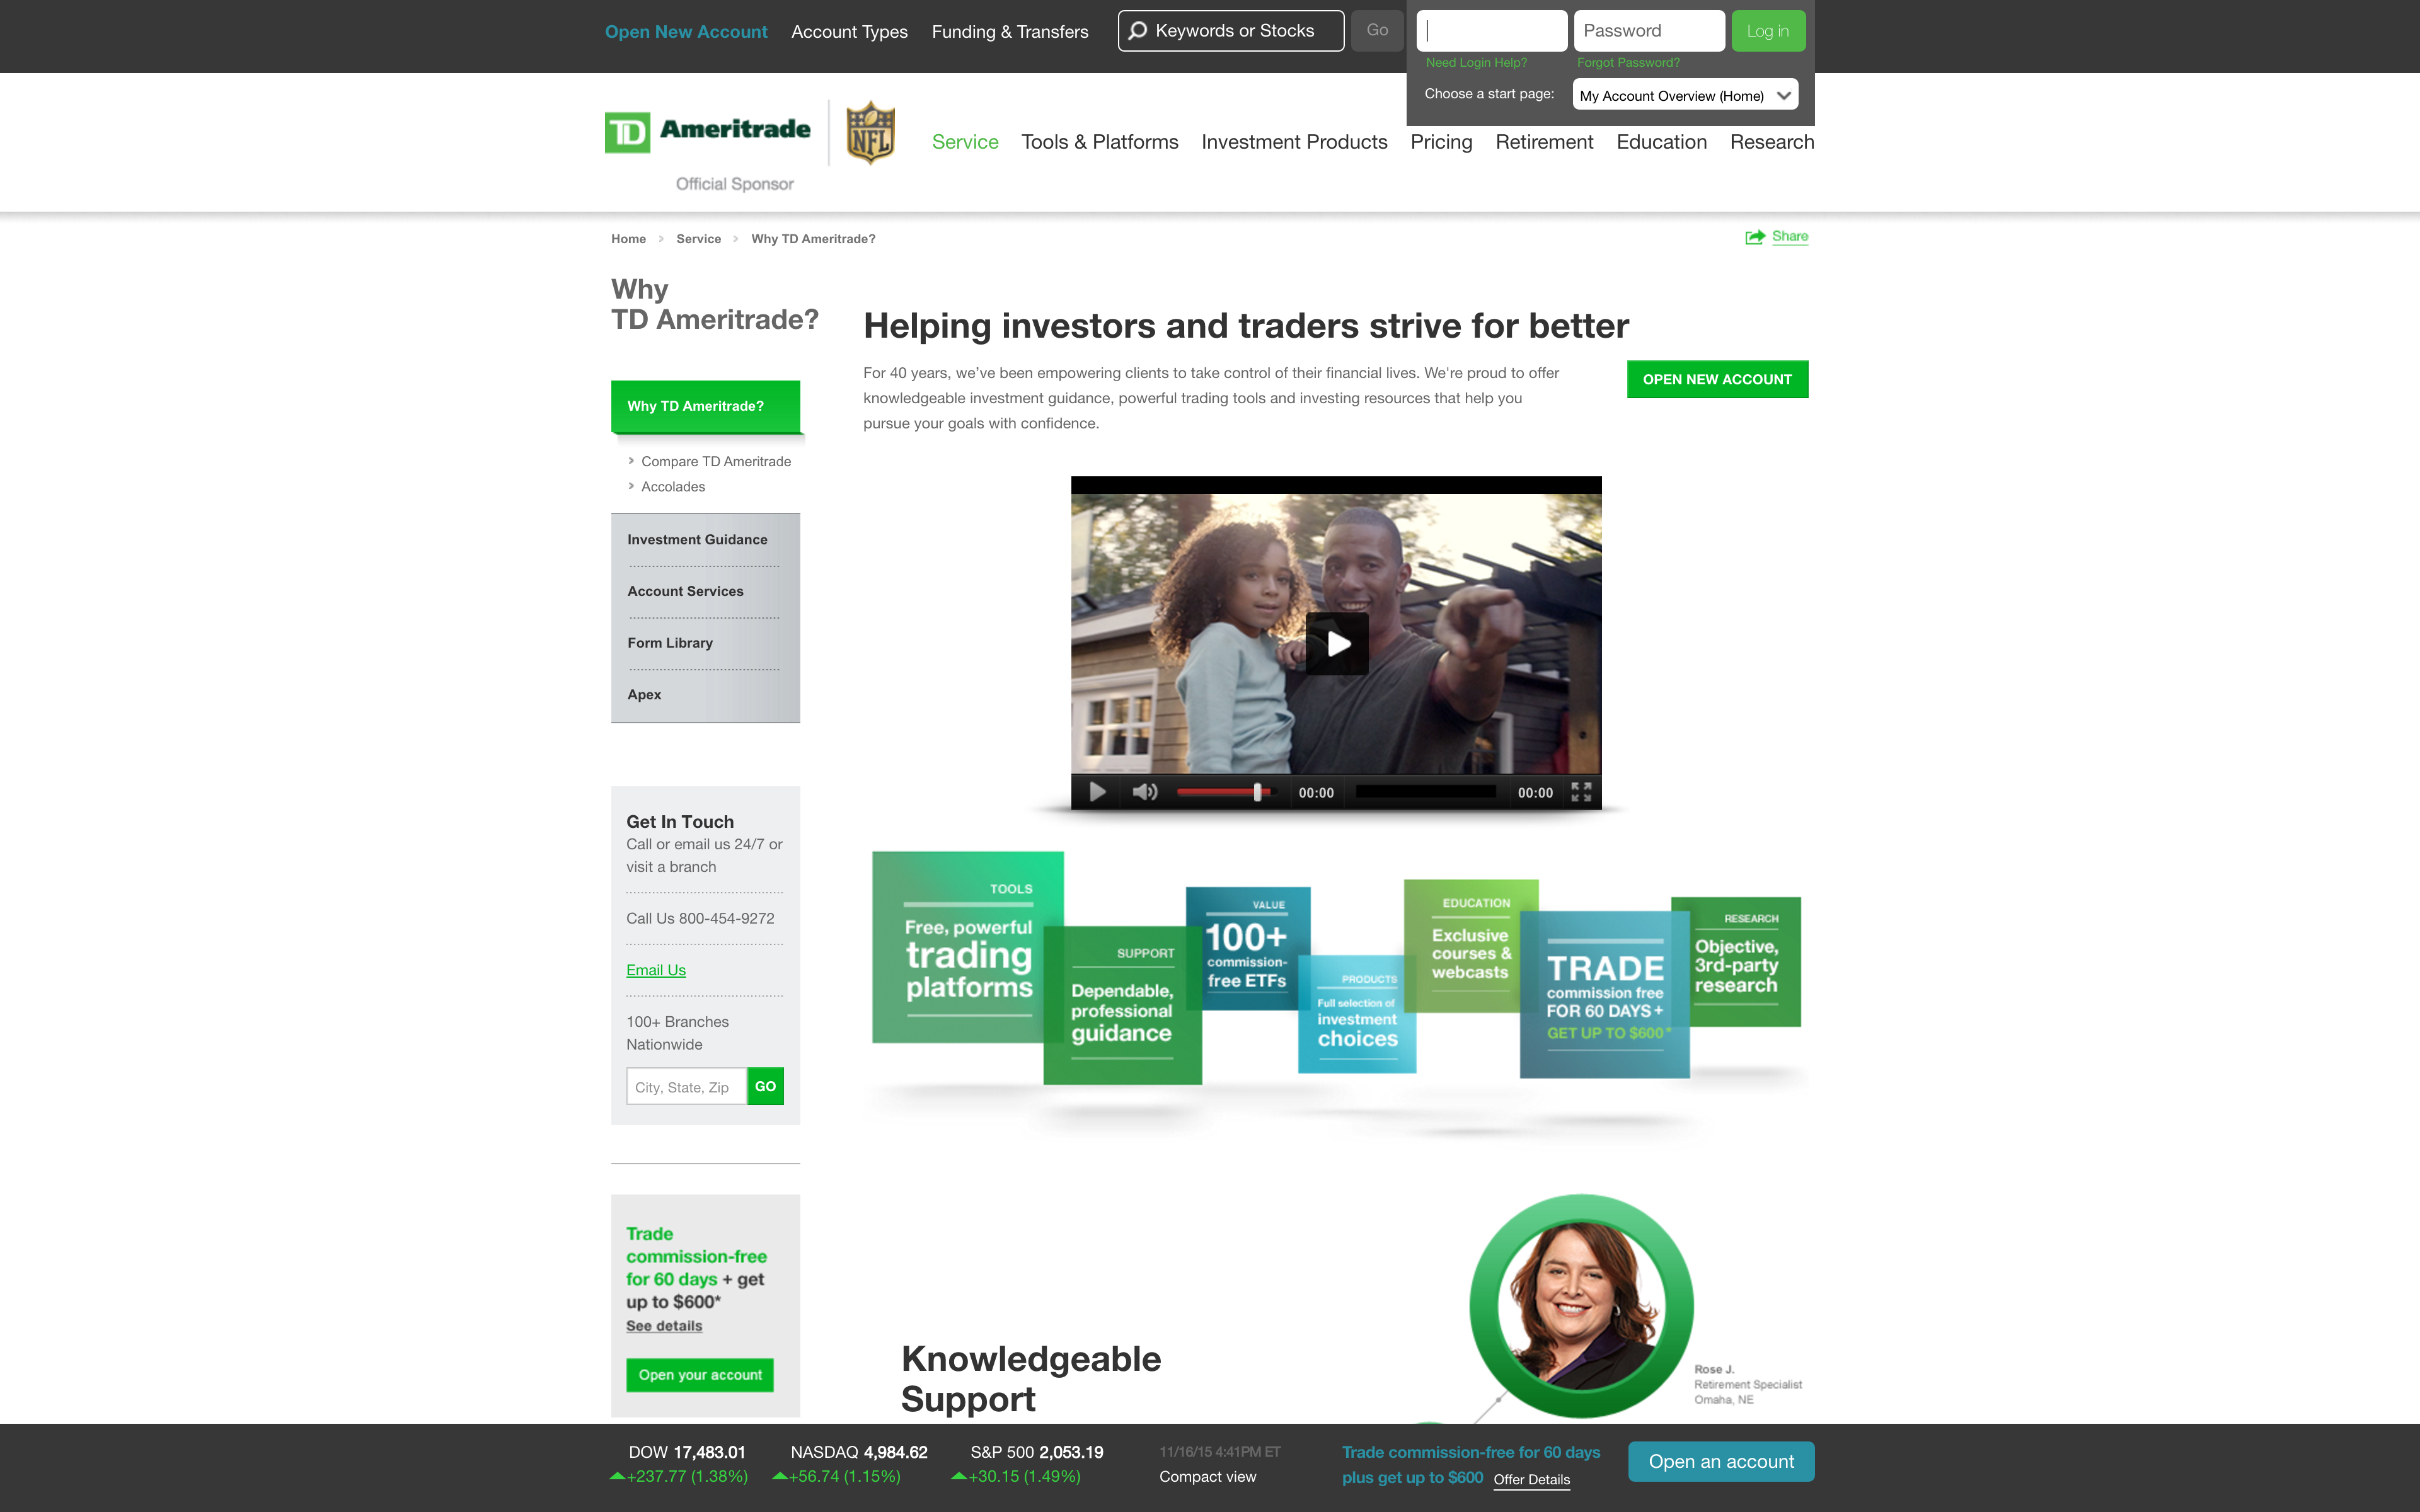 Open New Account
Account Types
Funding & Transfers
Keywords or Stocks
Go
Password
Log in
Need Login Help?
Forgot Password?
Choose a start page:
My Account Overview (Home)
TD Ameritrade
NFL
Official Sponsor
Service
Tools & Platforms
Investment Products
Pricing
Retirement
Education
Research
Home
Service
Why TD Ameritrade?
Share
Why
TD Ameritrade?
Helping investors and traders strive for better
For 40 years, we've been empowering clients to take control of their financial lives. We're proud to offer
knowledgeable investment guidance, powerful trading tools and investing resources that help you
pursue your goals with confidence.
OPEN NEW ACCOUNT
Why TD Ameritrade?
Compare TD Ameritrade
Accolades
Investment Guidance
Account Services
Form Library
Apex
00:00
00:00
Get In Touch
Call or email us 24/7 or
visit a branch
Call Us 800-454-9272
Email Us
100+ Branches
Nationwide
City, State, Zip
GO
TOOLS
Free, powerful
trading
platforms
SUPPORT
Dependable,
professional
guidance
VALUE
100+
commission-
free ETFs
PRODUCTS
Full selection of
investment
choices
EDUCATION
Exclusive
courses &
webcasts
TRADE
commission free
FOR 60 DAYS +
GET UP TO $600*
RESEARCH
Objective,
3rd-party
research
Trade
commission-free
for 60 days + get
up to $600*
See details
Open your account
Knowledgeable
Support
Rose J.
Retirement Specialist
Omaha, NE
DOW 17,483.01
+237.77 (1.38%)
NASDAQ 4,984.62
+56.74 (1.15%)
S&P 500 2,053.19
+30.15 (1.49%)
11/16/15 4:41PM ET
Compact view
Trade commission-free for 60 days
plus get up to $600 Offer Details
Open an account